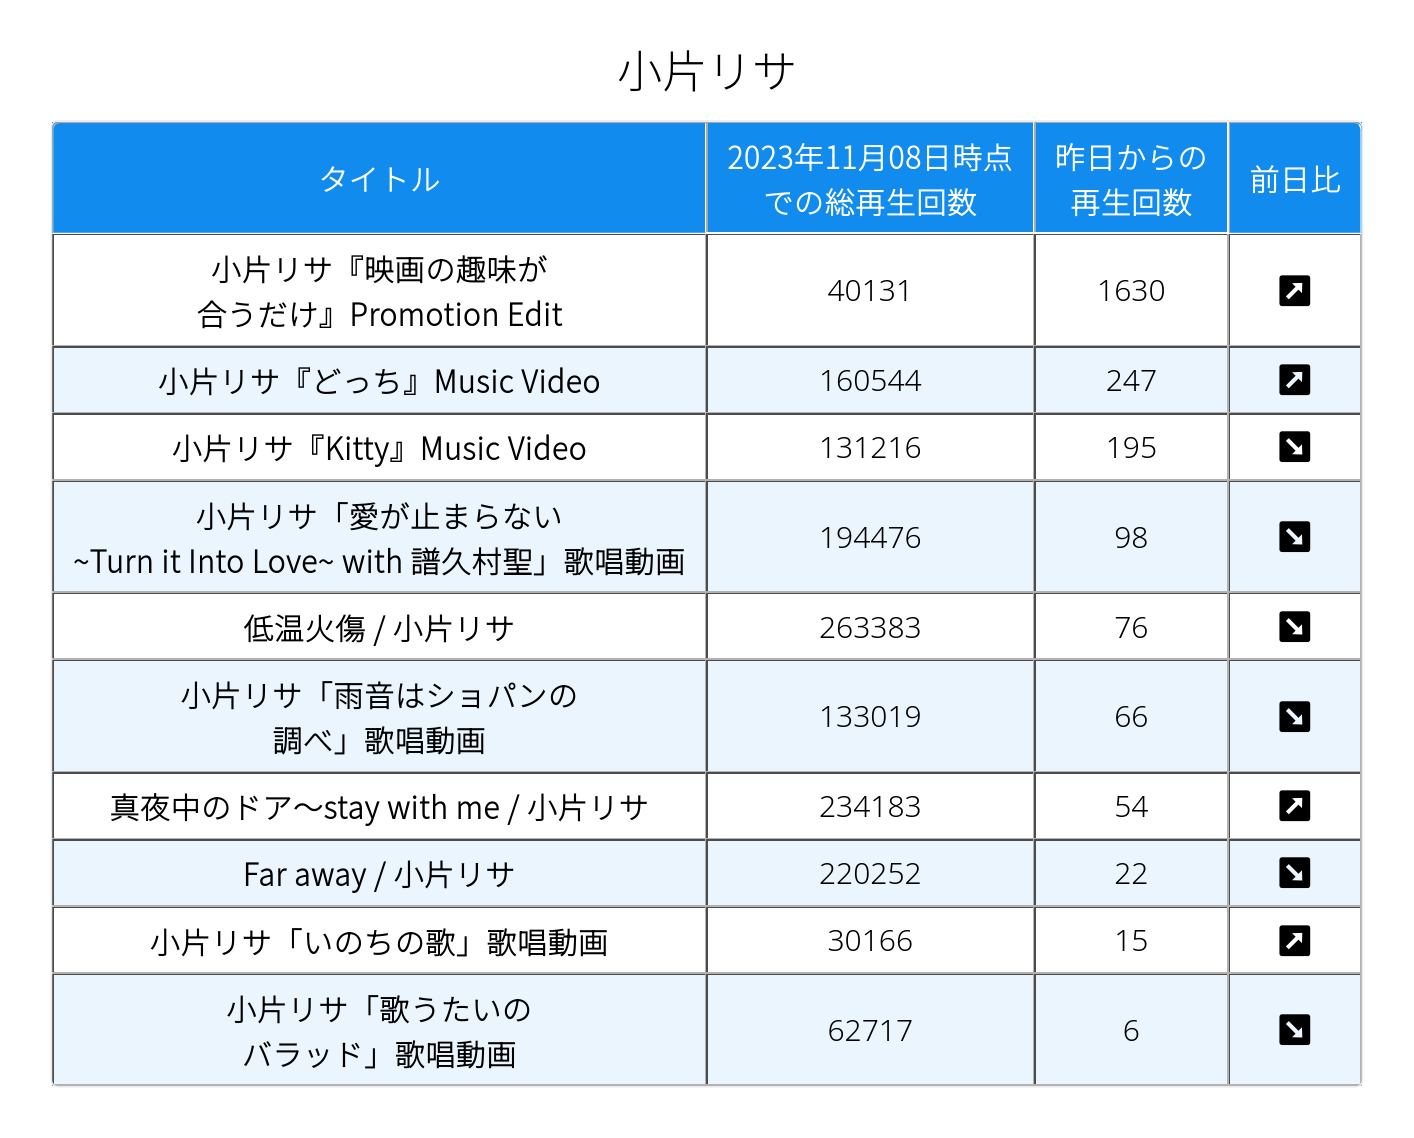 小片リサ
タイトル
2023年11月08日時点
での総再生回数
昨日からの
再生回数
前日比
小片リサ『映画の趣味が
合うだけ』Promotion Edit
40131
1630
小片リサ『どっち』Music Video
160544
247
小片リサ『Kitty』Music Video
131216
195
小片リサ「愛が止まらない
~Turn it Into Love~ with 譜久村聖」歌唱動画
194476
98
低温火傷 / 小片リサ
263383
76
小片リサ「雨音はショパンの
調べ」歌唱動画
133019
66
真夜中のドア〜stay with me / 小片リサ
234183
54
Far away / 小片リサ
220252
22
小片リサ「いのちの歌」歌唱動画
30166
15
小片リサ「歌うたいの
バラッド」歌唱動画
62717
6